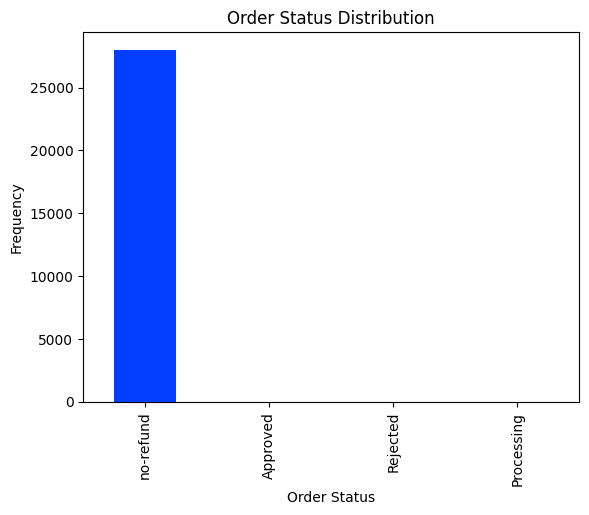 Order Status Distribution
Frequency
25000
20000
15000
10000
5000
0
no-refund
Approved
Rejected
Processing
Order Status